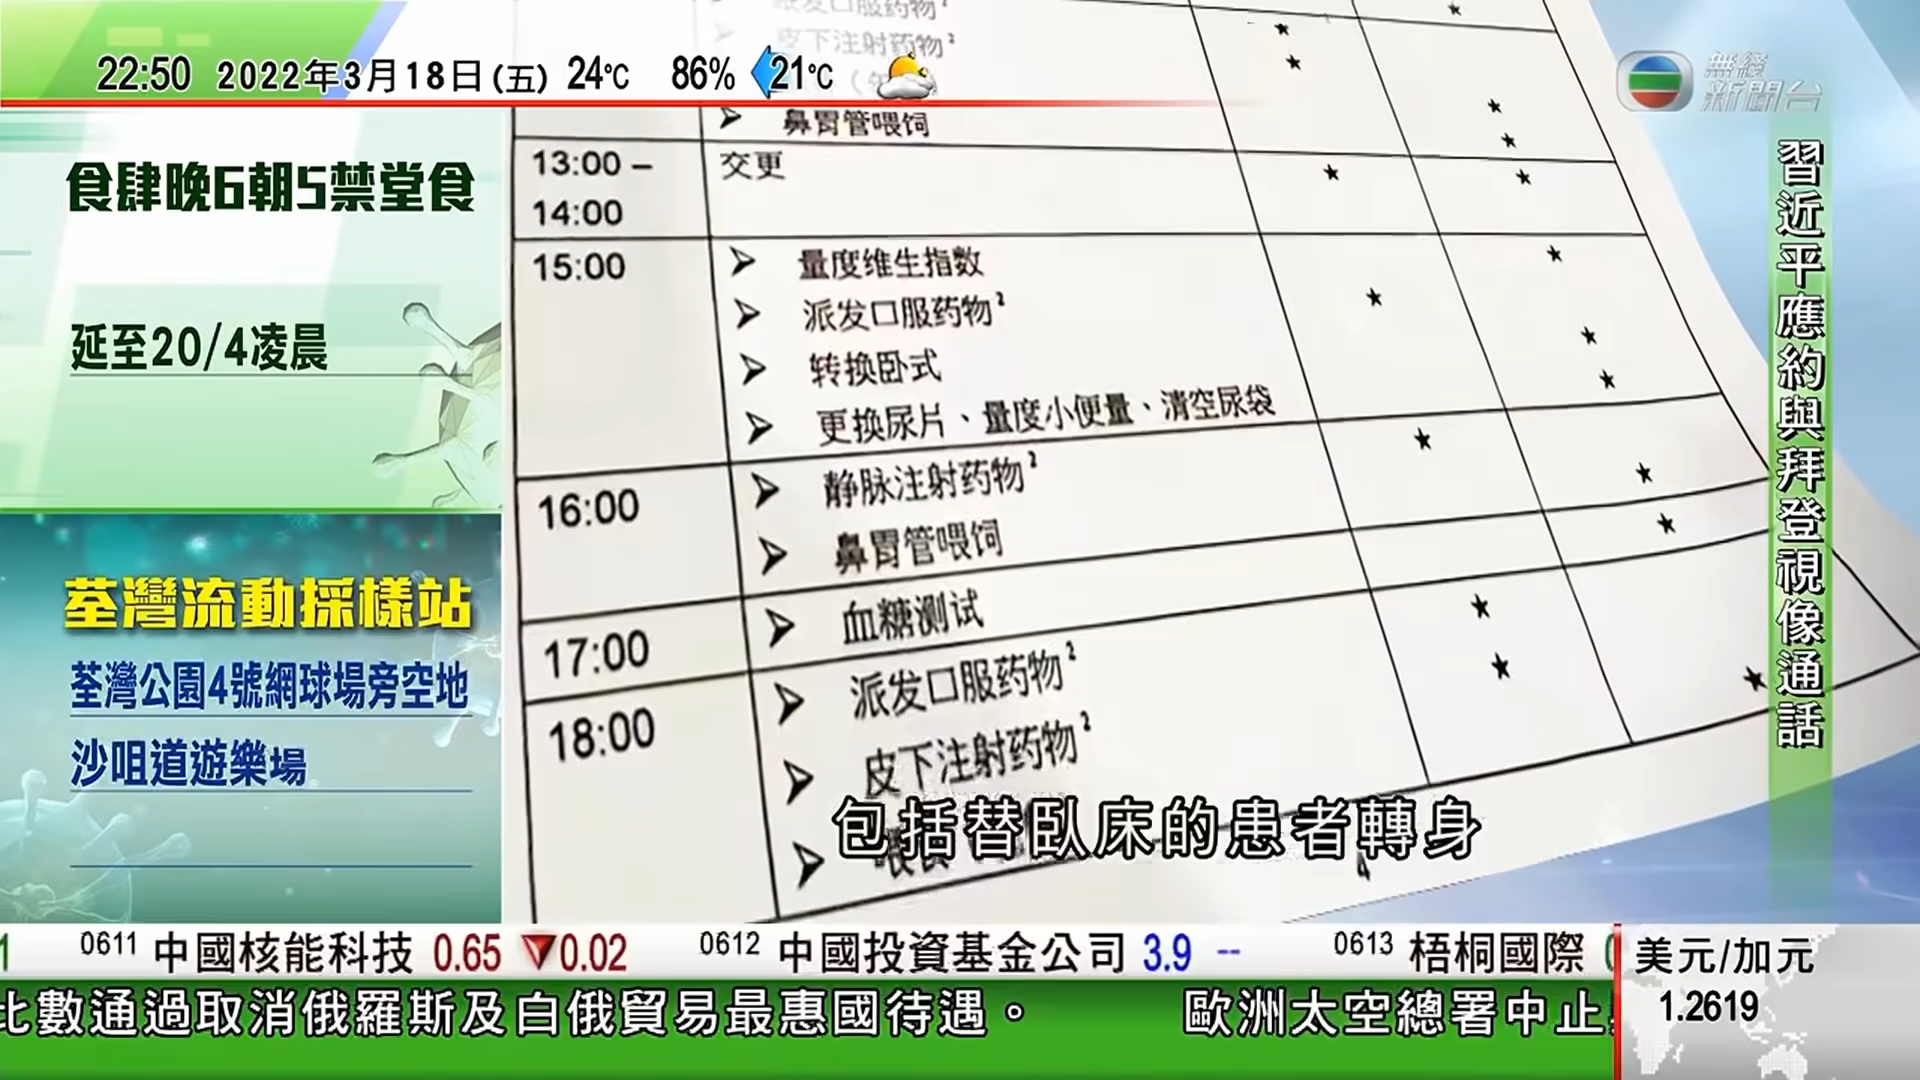 22:50 2022年3月18日(五) 24℃ 86% 21℃
無綫
新聞台
食肆晚6朝5禁堂食
延至20/4凌晨
荃灣流動採樣站
荃灣公園4號網球場旁空地
沙咀道遊樂場
派发口服药物²
皮下注射药物²
鼻胃管喂饲
13:00 –
14:00
交更
15:00
量度维生指数
派发口服药物²
转换卧式
更换尿片、量度小便量、清空尿袋
16:00
静脉注射药物²
鼻胃管喂饲
17:00
血糖测试
18:00
派发口服药物²
皮下注射药物²
包括替臥床的患者轉身
習近平應約與拜登視像通話
0611 中國核能科技 0.65 ▼0.02 0612 中國投資基金公司 3.9 -- 0613 梧桐國際
比數通過取消俄羅斯及白俄貿易最惠國待遇。 歐洲太空總署中止
美元/加元
1.2619